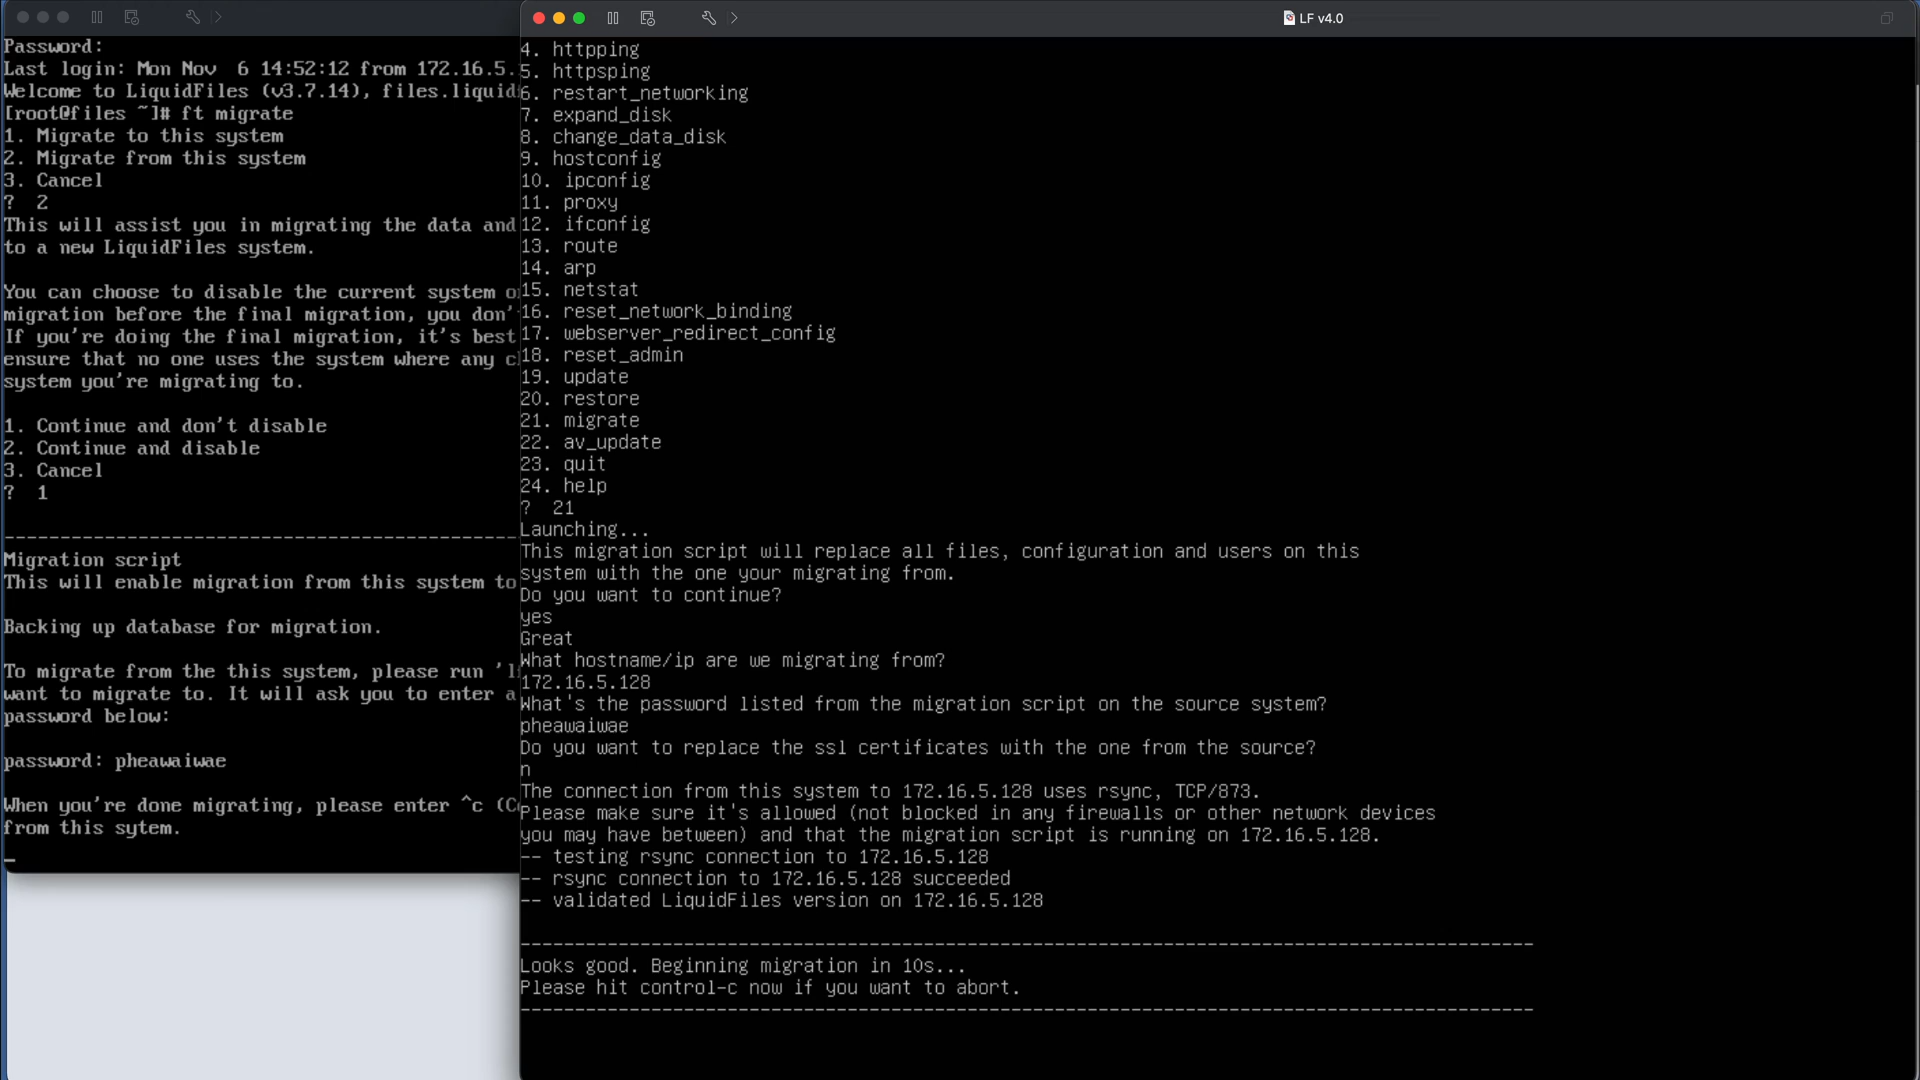 Password:
Last login: Mon Nov  6 14:52:12 from 172.16.5.
Welcome to LiquidFiles (v3.7.14), files.liquid
[root@files ~]# ft migrate
1. Migrate to this system
2. Migrate from this system
3. Cancel
?  2
This will assist you in migrating the data and
to a new LiquidFiles system.
You can choose to disable the current system o
migration before the final migration, you don'
If you're doing the final migration, it's best
ensure that no one uses the system where any c
system you're migrating to.
1. Continue and don't disable
2. Continue and disable
3. Cancel
?  1
Migration script
This will enable migration from this system to
Backing up database for migration.
To migrate from the this system, please run 'l
want to migrate to. It will ask you to enter a
password below:
password: pheawaiwae
When you're done migrating, please enter ^c (C
from this sytem.
LF v4.0
4. httpping
5. httpsping
6. restart_networking
7. expand_disk
8. change_data_disk
9. hostconfig
10. ipconfig
11. proxy
12. ifconfig
13. route
14. arp
15. netstat
16. reset_network_binding
17. webserver_redirect_config
18. reset_admin
19. update
20. restore
21. migrate
22. av_update
23. quit
24. help
?  21
Launching...
This migration script will replace all files, configuration and users on this
system with the one your migrating from.
Do you want to continue?
yes
Great
What hostname/ip are we migrating from?
172.16.5.128
What's the password listed from the migration script on the source system?
pheawaiwae
Do you want to replace the ssl certificates with the one from the source?
n
The connection from this system to 172.16.5.128 uses rsync, TCP/873.
Please make sure it's allowed (not blocked in any firewalls or other network devices
you may have between) and that the migration script is running on 172.16.5.128.
-- testing rsync connection to 172.16.5.128
-- rsync connection to 172.16.5.128 succeeded
-- validated LiquidFiles version on 172.16.5.128
Looks good. Beginning migration in 10s...
Please hit control-c now if you want to abort.